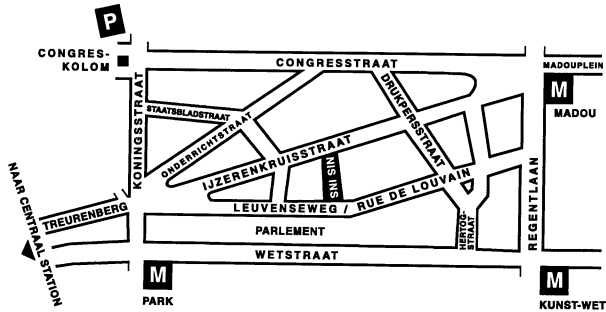 P
CONGRES-
KOLOM
CONGRESSTRAAT
MADOUPLEIN
M
MADOU
KONINGSSTRAAT
STAATSBLADSTRAAT
ONDERRICHTSTRAAT
DRUKPERSSTRAAT
IJZERENKRUISSTRAAT
NIS INS
NAAR CENTRAAL STATION
TREURENBERG
LEUVENSEWEG / RUE DE LOUVAIN
REGENTLAAN
PARLEMENT
HERTOG-
STRAAT
WETSTRAAT
M
PARK
M
KUNST-WET